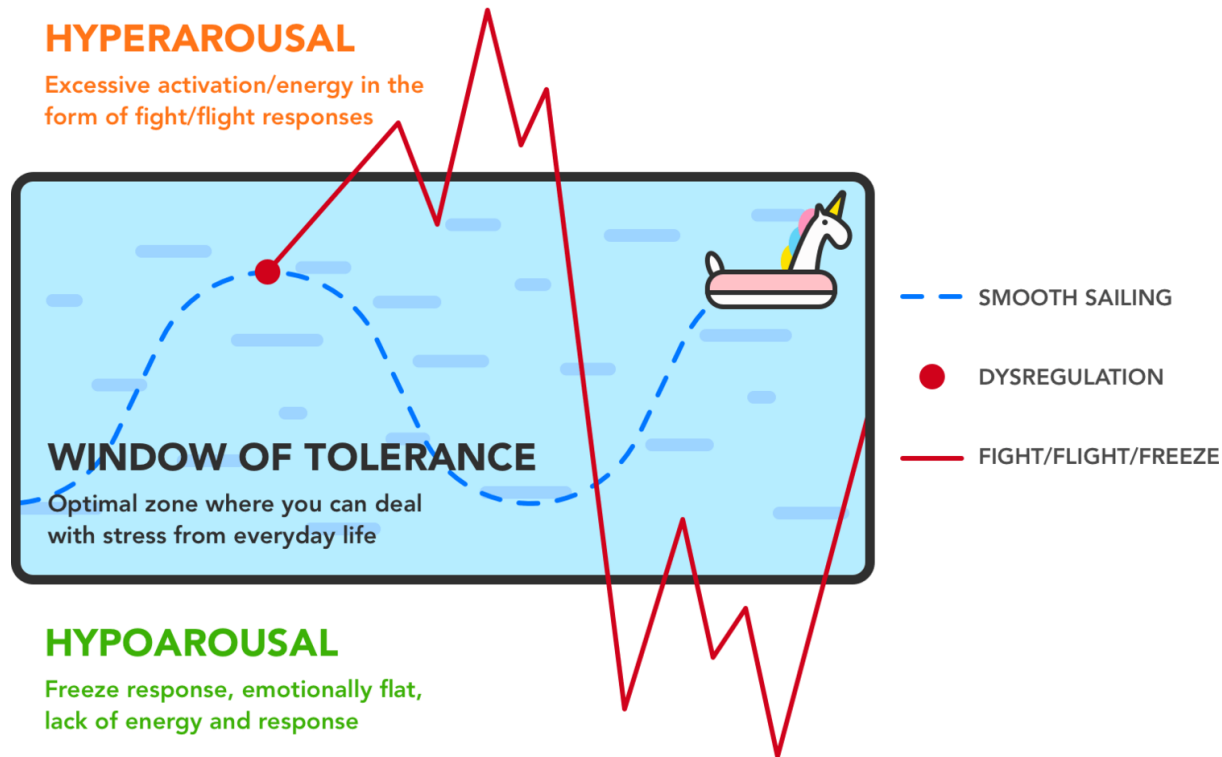 HYPERAROUSAL
Excessive activation/energy in the
form of fight/flight responses
WINDOW OF TOLERANCE
Optimal zone where you can deal
with stress from everyday life
HYPOAROUSAL
Freeze response, emotionally flat,
lack of energy and response
SMOOTH SAILING
DYSREGULATION
FIGHT/FLIGHT/FREEZE